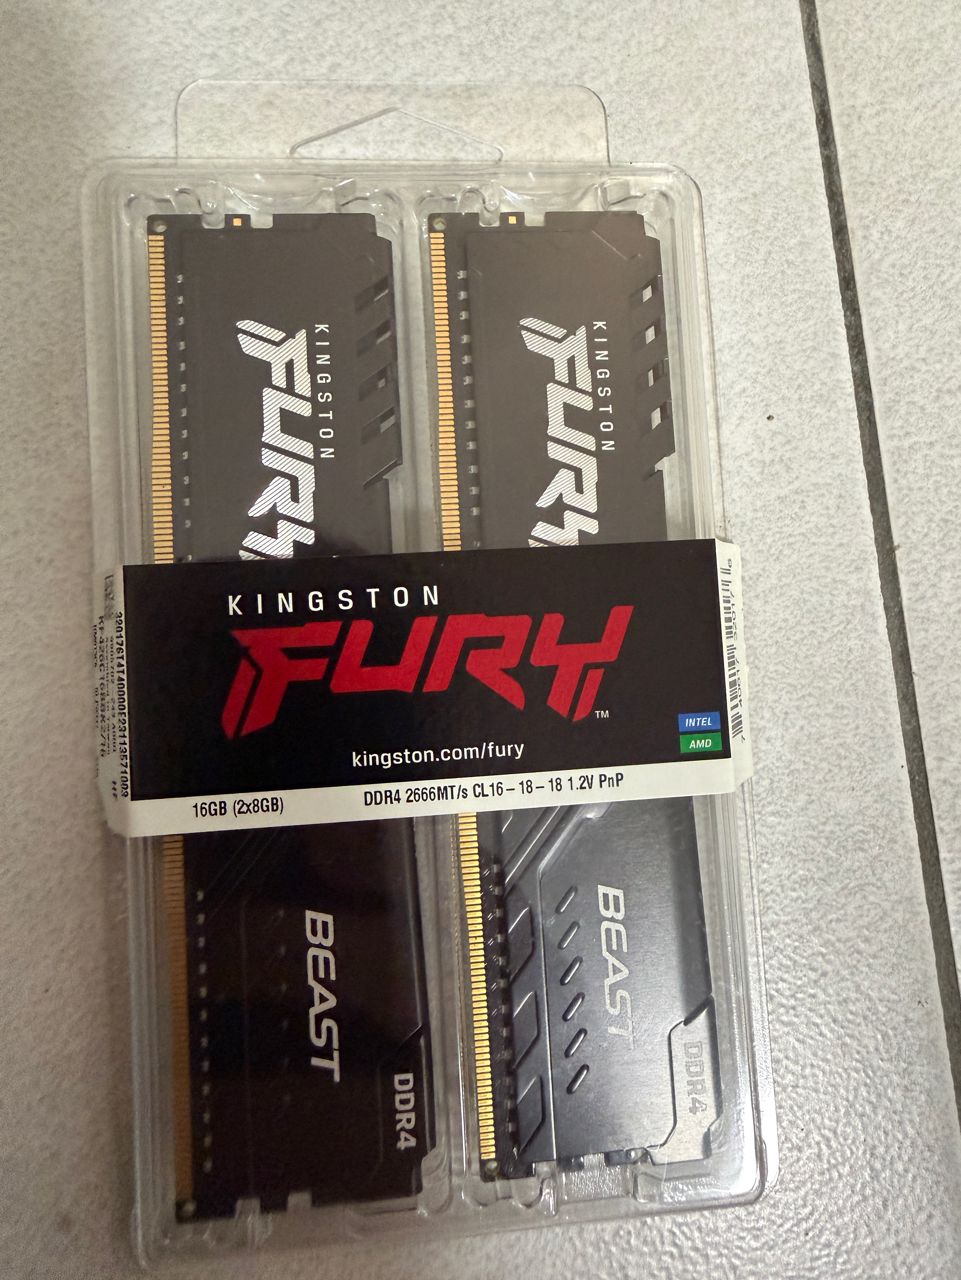 KINGSTON
FURY
KINGSTON
FURY
KINGSTON
FURY
TM
INTEL
AMD
kingston.com/fury
16GB (2x8GB)
DDR4 2666MT/s CL16-18-18 1.2V PnP
BEAST
DDR4
BEAST
DDR4